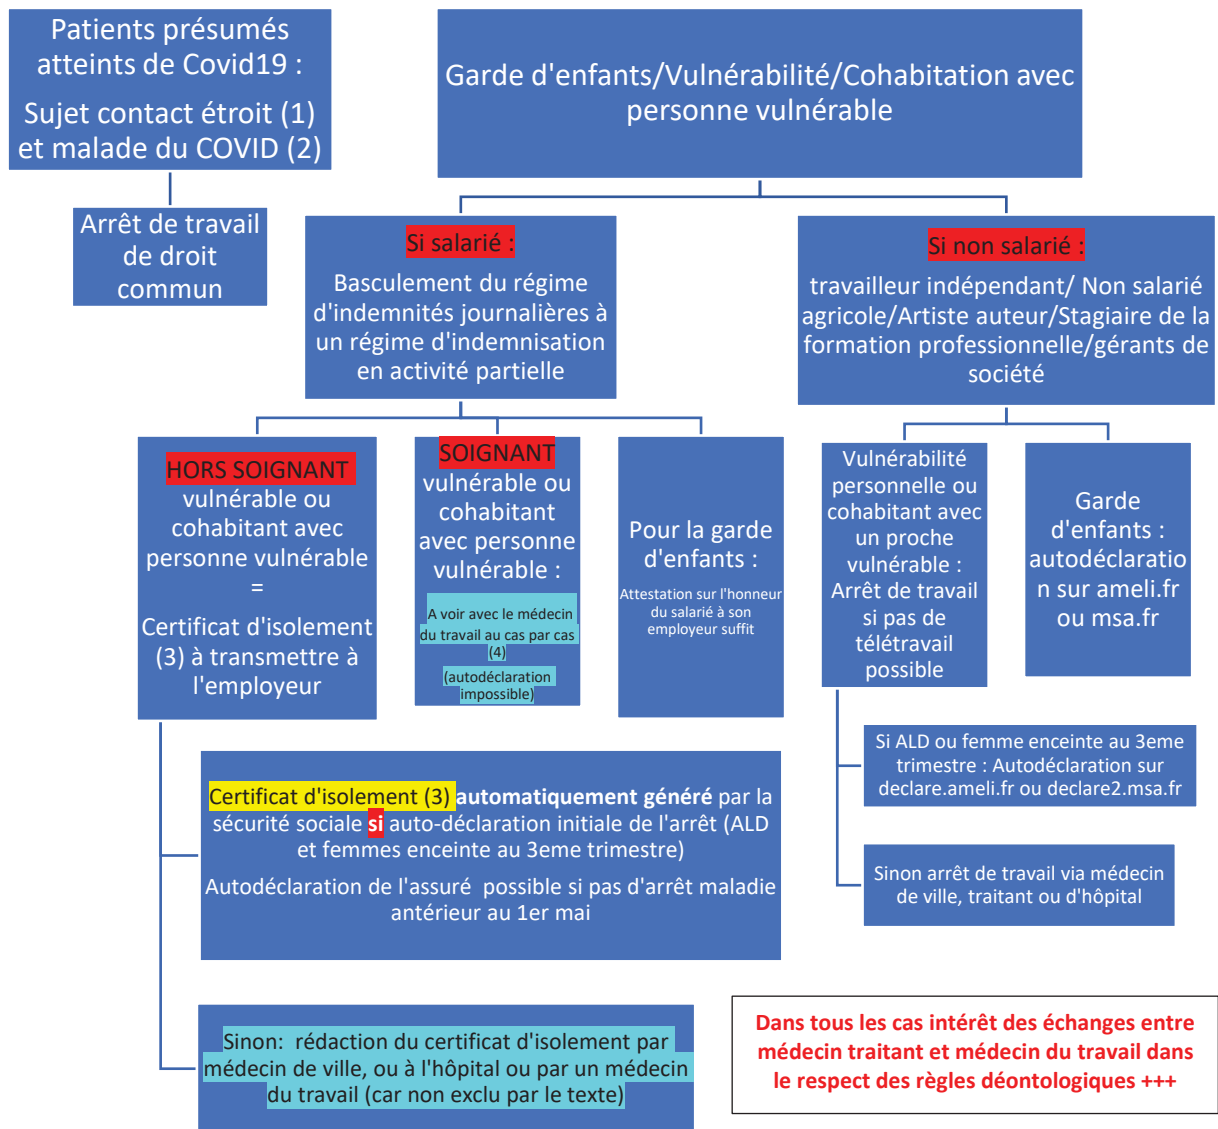 Patients présumés
atteints de Covid19 :
Sujet contact étroit (1)
et malade du COVID (2)
Arrêt de travail
de droit
commun
Garde d'enfants/Vulnérabilité/Cohabitation avec
personne vulnérable
Si salarié :
Basculement du régime
d'indemnités journalières à
un régime d'indemnisation
en activité partielle
Si non salarié :
travailleur indépendant/ Non salarié
agricole/Artiste auteur/Stagiaire de la
formation professionnelle/gérants de
société
HORS SOIGNANT
vulnérable ou
cohabitant avec
personne vulnérable
=
Certificat d'isolement
(3) à transmettre à
l'employeur
SOIGNANT
vulnérable ou
cohabitant
avec personne
vulnérable :
A voir avec le médecin
du travail au cas par cas
(4)
(autodéclaration
impossible)
Pour la garde
d'enfants :
Attestation sur l'honneur
du salarié à son
employeur suffit
Vulnérabilité
personnelle ou
cohabitant avec
un proche
vulnérable :
Arrêt de travail
si pas de
télétravail
possible
Garde
d'enfants :
autodéclaratio
n sur ameli.fr
ou msa.fr
Certificat d'isolement (3) automatiquement généré par la
sécurité sociale si auto-déclaration initiale de l'arrêt (ALD
et femmes enceinte au 3eme trimestre)
Autodéclaration de l'assuré possible si pas d'arrêt maladie
antérieur au 1er mai
Sinon: rédaction du certificat d'isolement par
médecin de ville, ou à l'hôpital ou par un médecin
du travail (car non exclu par le texte)
Si ALD ou femme enceinte au 3eme
trimestre : Autodéclaration sur
declare.ameli.fr ou declare2.msa.fr
Sinon arrêt de travail via médecin
de ville, traitant ou d'hôpital
Dans tous les cas intérêt des échanges entre
médecin traitant et médecin du travail dans
le respect des règles déontologiques +++